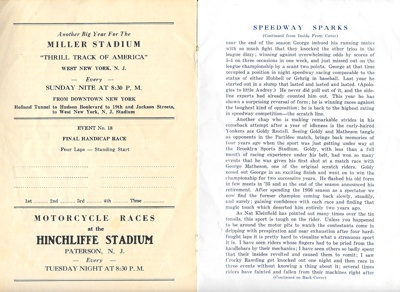 Another Big Year For The
MILLER STADIUM
"THRILL TRACK OF AMERICA"
WEST NEW YORK, N. J.
— Every —
SUNDAY NITE AT 8:30 P. M.
FROM DOWNTOWN NEW YORK
Holland Tunnel to Hudson Boulevard to 19th and Jackson Streets,
to West New York, N. J. Stadium
EVENT No. 18
FINAL HANDICAP RACE
Four Laps — Standing Start
1st 2nd 3rd 4th Time
MOTORCYCLE RACES
at the
HINCHLIFFE STADIUM
PATERSON, N. J.
— Every —
TUESDAY NIGHT AT 8:30 P. M.
SPEEDWAY SPARKS
(Continued from Inside Front Cover)
over the end of the season George indexed his running mates
with so much fight that they knocked the other trio in the
league dizzy; winning against overwhelming odds by scores of
5-1 on three occasions in one week, and just missed out on the
league championship by a scant two points. George at that time
occupied a position in night speedway racing comparable to the
status of either Hubbell or Gehrig in baseball. Last year he
started out in a slump that lasted and lasted and lasted. (Apolo-
gies to little Audrey.) He never did pull out of it, and the side-
line experts had already counted him out. This year he has
shown a surprising reversal of form; he is winning races against
the toughest kind of opposition; he is back to the highest rating
in speedway competition—the scratch line.
Another chap who is making remarkable strides in his
comeback attempt after a year of idleness is the early-haired
Yonkers ace Goldy Restall. Seeing Goldy and Matheson tangle
as opponents in the Parisian match, brings back memories of
four years ago when the sport was just getting under way at
the Brooklyn Sports Stadium. Goldy, with less than a full
month of racing experience under his belt, had won so many
events that he was given his first shot at a match race with
George Matheson, one of the original scratch riders. Goldy
nosed out George in an exciting finish and went on to win the
championship for two successive years. He flashed his old form
in few meets in '35 and at the end of the season announced his
retirement. After spending the 1936 season as a spectator we
now find the former champion coming back slowly, steadily,
and surely; gaining confidence with each race and finding that
magic touch which deserted him entirely two years ago.
As Nat Kleinfield has pointed out many times over the
tie smalls, this sport is tough on the rider. Unless you happened
to be around the motor pits to watch the contestants come in
dripping with perspiration and even exhausting after four hard-
fought laps it is pretty hard to visualize what a strenuous sport
it is. I have seen riders whose fingers had to be pried from the
handlebars by their mechanics; I have seen others so badly spent
that their insides revolted and caused them to vomit; I saw
Crosby Manfling get knocked out one night and then race in
three events without knowing a thing about it; several times
riders have fainted and fallen from their machines right after
(Continued on Back Cover)